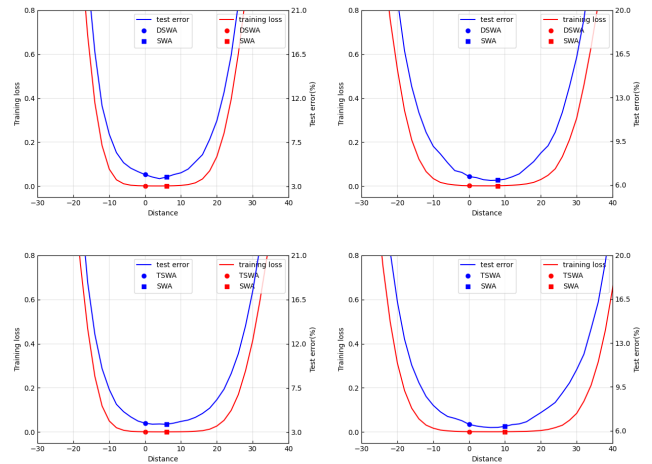 0.8 21.0
test error training loss
DSWA DSWA
SWA SWA
0.6 16.5
0.4 12.0
0.2 7.5
0.0 3.0
Training loss
Test error(%)
−30 −20 −10 0 10 20 30 40
Distance
0.8 20.0
test error training loss
DSWA DSWA
SWA SWA
0.6 16.5
0.4 13.0
0.2 9.5
0.0 6.0
Training loss
Test error(%)
−30 −20 −10 0 10 20 30 40
Distance
0.8 21.0
test error training loss
TSWA TSWA
SWA SWA
0.6 16.5
0.4 12.0
0.2 7.5
0.0 3.0
Training loss
Test error(%)
−30 −20 −10 0 10 20 30 40
Distance
0.8 20.0
test error training loss
TSWA TSWA
SWA SWA
0.6 16.5
0.4 13.0
0.2 9.5
0.0 6.0
Training loss
Test error(%)
−30 −20 −10 0 10 20 30 40
Distance